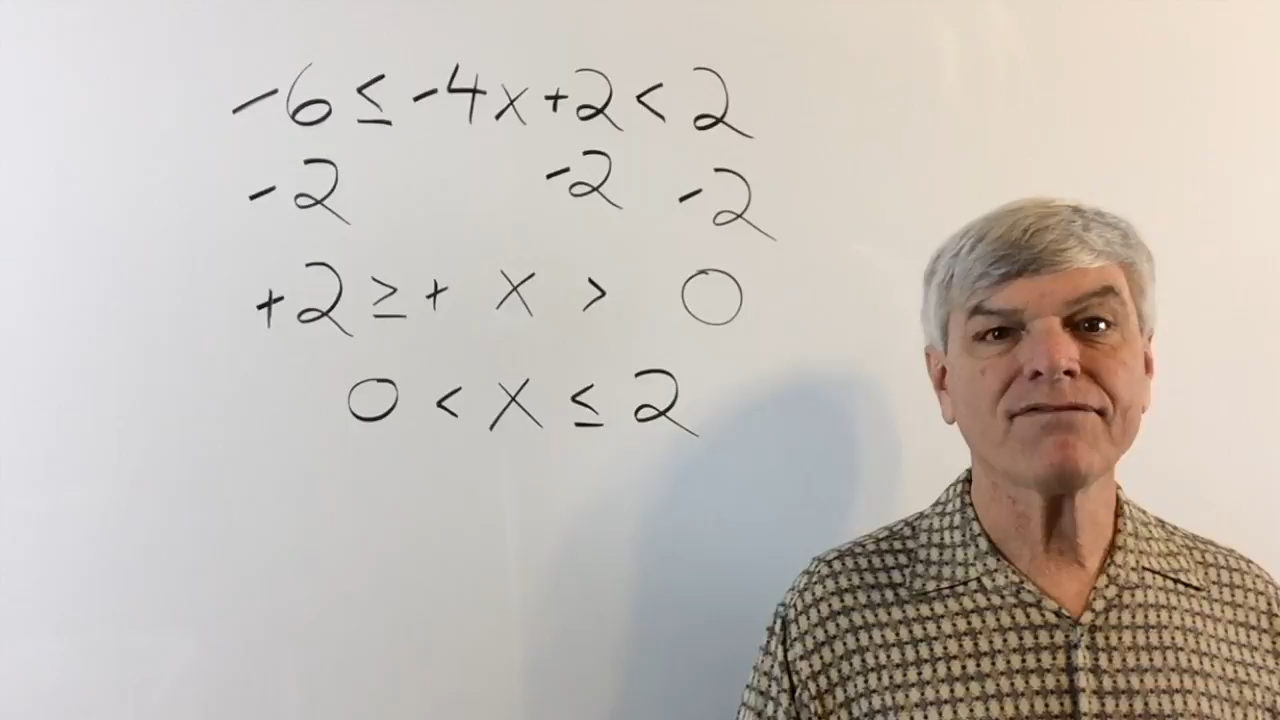 -6 ≤ -4x +2 < 2
-2 -2 -2
+2 ≥ + x > 0
0 < x ≤ 2